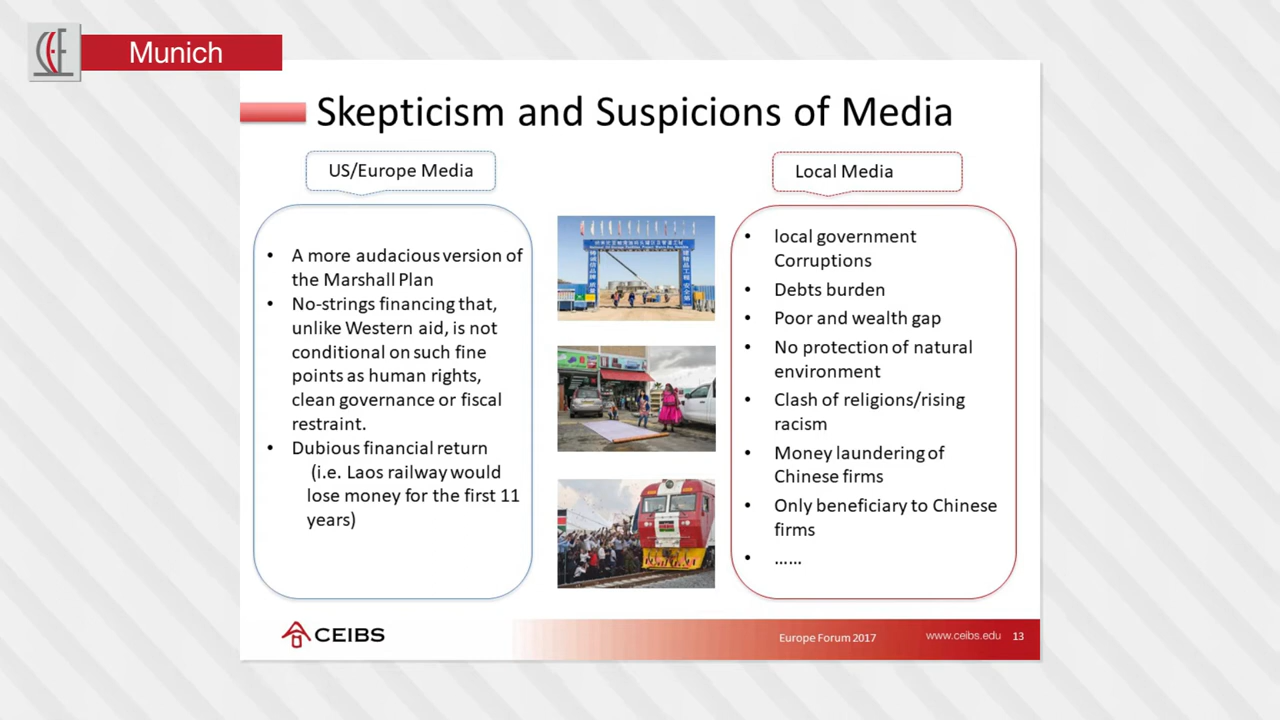 Munich
Skepticism and Suspicions of Media
US/Europe Media
• A more audacious version of
the Marshall Plan
• No-strings financing that,
unlike Western aid, is not
conditional on such fine
points as human rights,
clean governance or fiscal
restraint.
• Dubious financial return
(i.e. Laos railway would
lose money for the first 11
years)
Local Media
• local government
Corruptions
• Debts burden
• Poor and wealth gap
• No protection of natural
environment
• Clash of religions/rising
racism
• Money laundering of
Chinese firms
• Only beneficiary to Chinese
firms
• ......
CEIBS
Europe Forum 2017
www.ceibs.edu
13